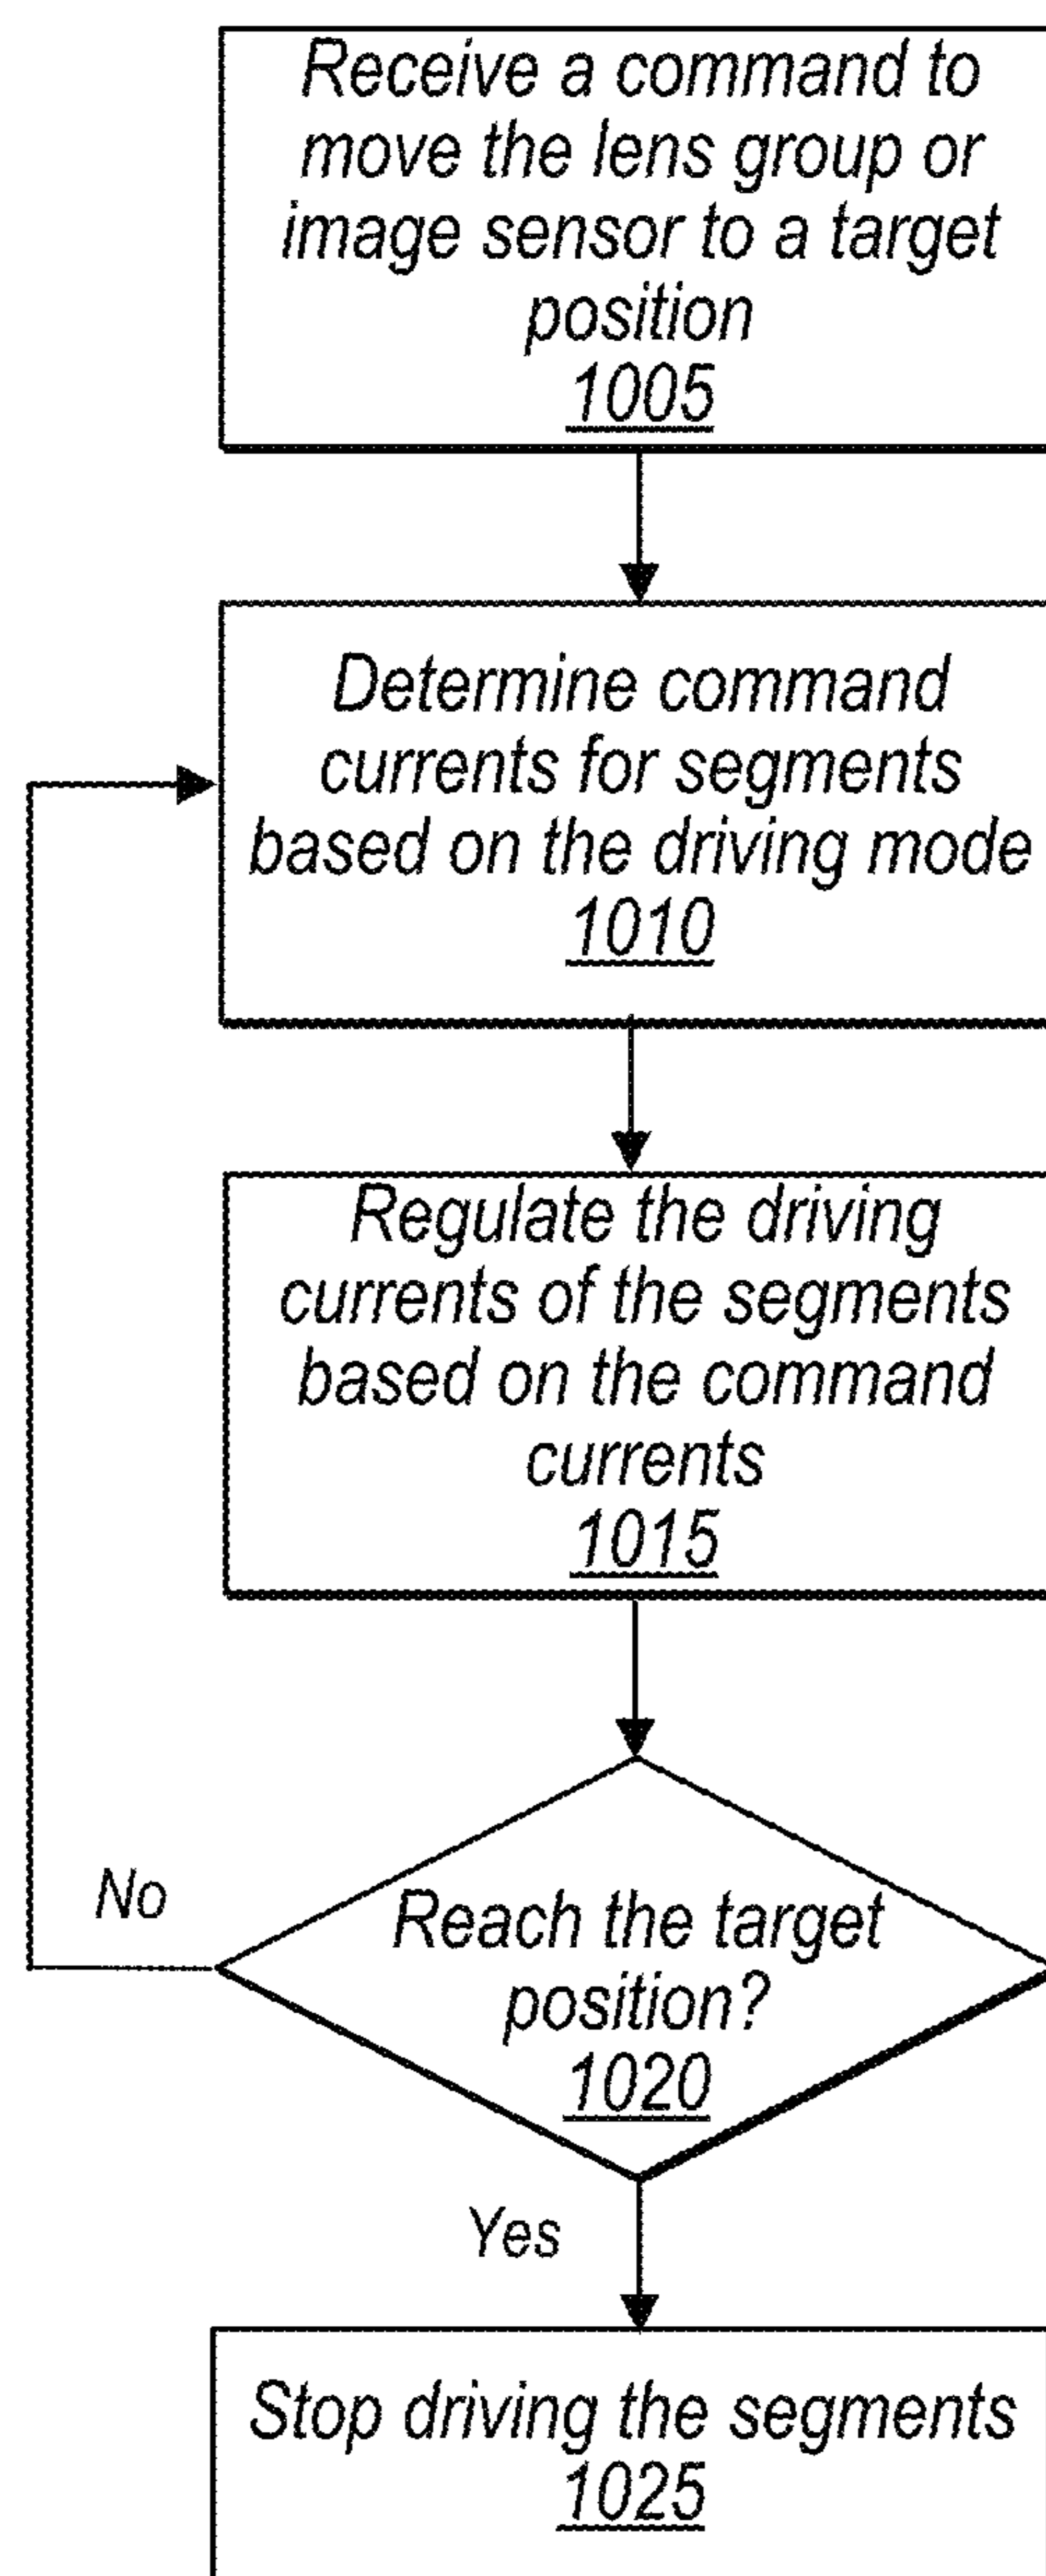 Receive a command to
move the lens group or
image sensor to a target
position
1005
Determine command
currents for segments
based on the driving mode
1010
Regulate the driving
currents of the segments
based on the command
currents
1015
No
Reach the target
position?
1020
Yes
Stop driving the segments
1025